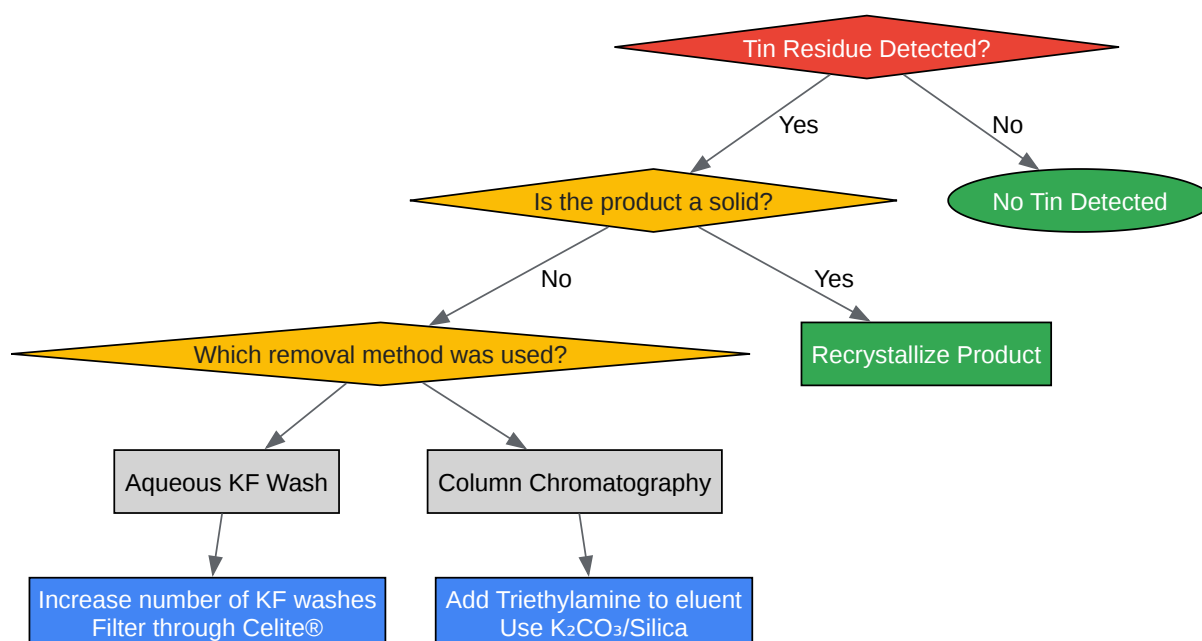 Tin Residue Detected?
Yes
No
Is the product a solid?
No Tin Detected
No
Yes
Which removal method was used?
Recrystallize Product
Aqueous KF Wash
Column Chromatography
Increase number of KF washes
Filter through Celite®
Add Triethylamine to eluent
Use K₂CO₃/Silica